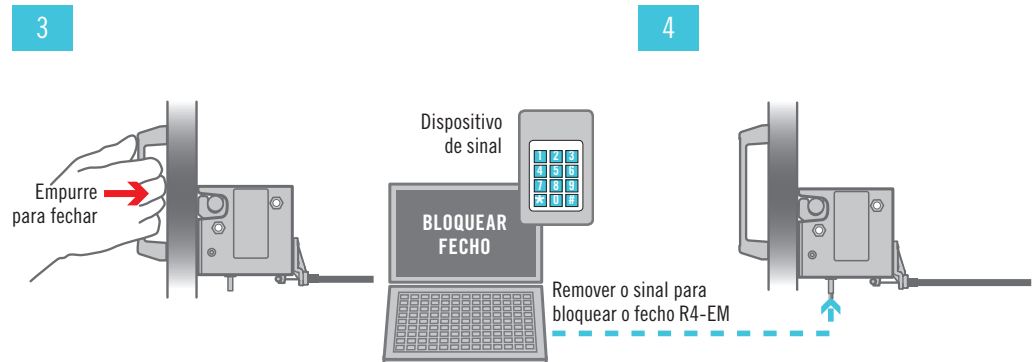 3
4
Dispositivo
de sinal
1 2 3
4 5 6
7 8 9
* 0 #
Empurre
para fechar
BLOQUEAR
FECHO
Remover o sinal para
bloquear o fecho R4-EM